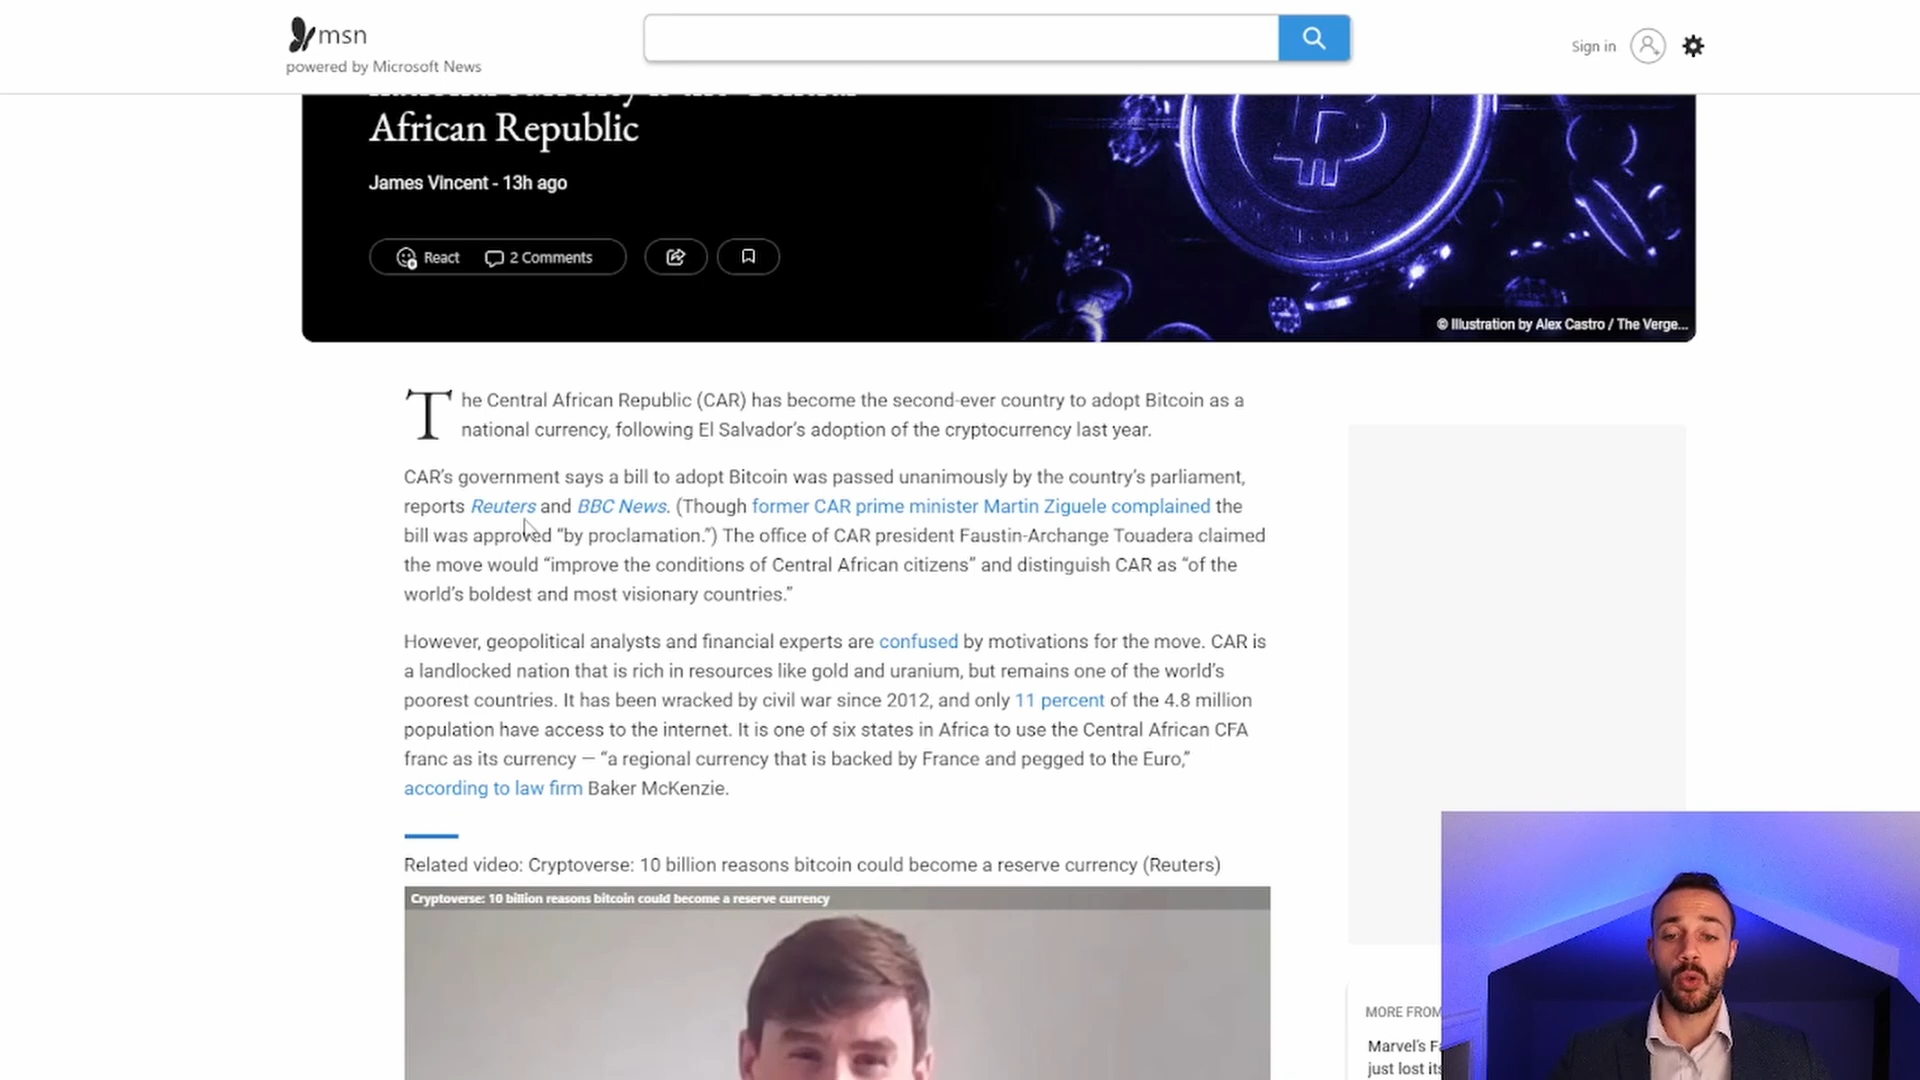 msn
powered by Microsoft News
Sign in
African Republic
James Vincent - 13h ago
React
2 Comments
© Illustration by Alex Castro / The Verge...
The Central African Republic (CAR) has become the second-ever country to adopt Bitcoin as a
national currency, following El Salvador’s adoption of the cryptocurrency last year.
CAR’s government says a bill to adopt Bitcoin was passed unanimously by the country’s parliament,
reports Reuters and BBC News. (Though former CAR prime minister Martin Ziguele complained the
bill was approved “by proclamation.”) The office of CAR president Faustin-Archange Touadera claimed
the move would “improve the conditions of Central African citizens” and distinguish CAR as “of the
world’s boldest and most visionary countries.”
However, geopolitical analysts and financial experts are confused by motivations for the move. CAR is
a landlocked nation that is rich in resources like gold and uranium, but remains one of the world’s
poorest countries. It has been wracked by civil war since 2012, and only 11 percent of the 4.8 million
population have access to the internet. It is one of six states in Africa to use the Central African CFA
franc as its currency — “a regional currency that is backed by France and pegged to the Euro,”
according to law firm Baker McKenzie.
Related video: Cryptoverse: 10 billion reasons bitcoin could become a reserve currency (Reuters)
Cryptoverse: 10 billion reasons bitcoin could become a reserve currency
MORE FROM
Marvel's
just lost